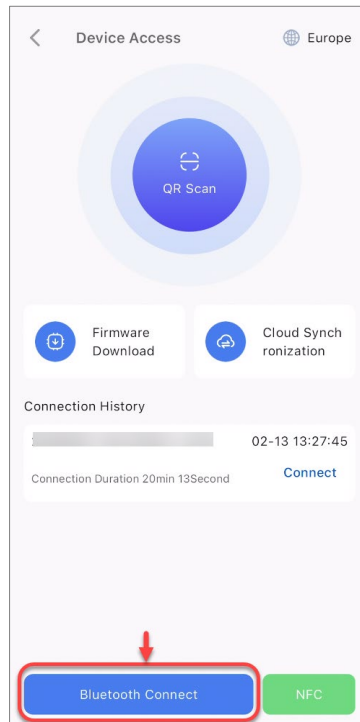 Device Access
Europe
QR Scan
Firmware
Download
Cloud Synch
ronization
Connection History
02-13 13:27:45
Connection Duration 20min 13Second
Connect
Bluetooth Connect
NFC